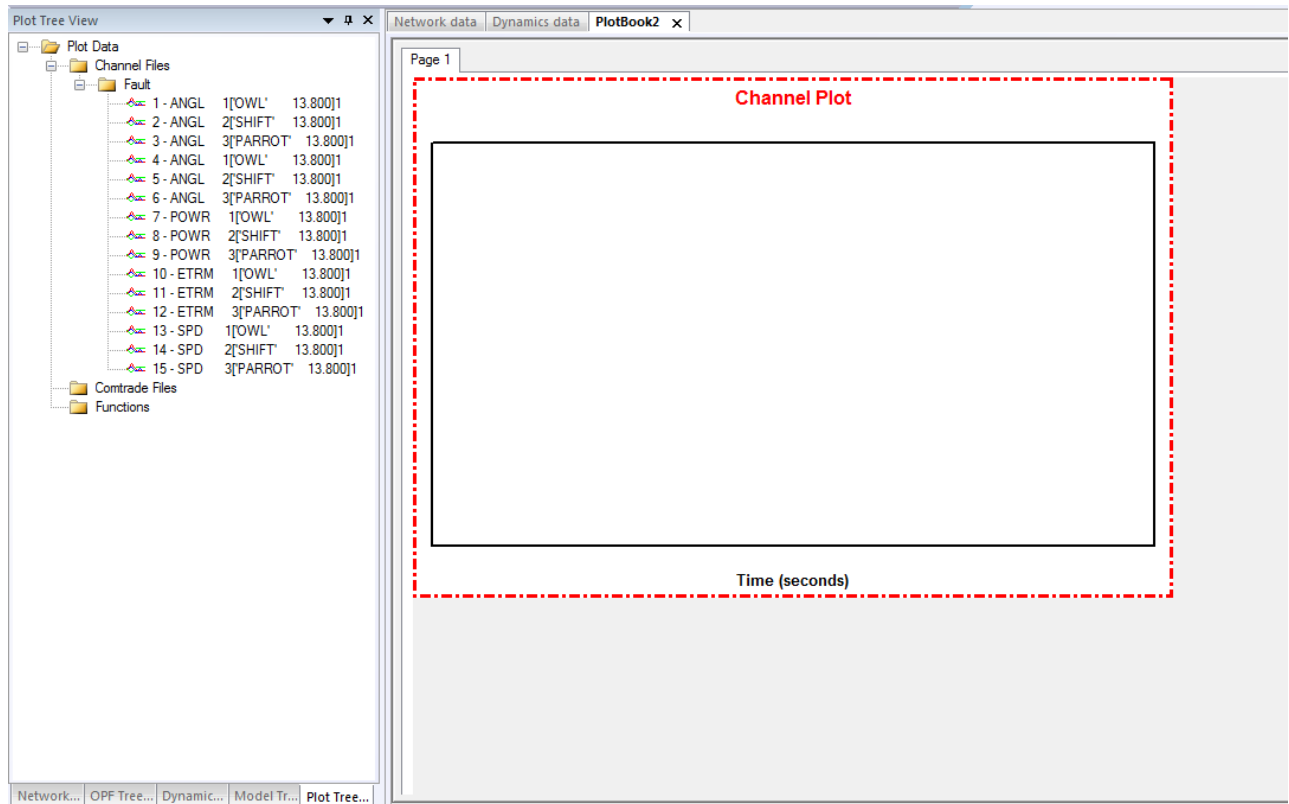 Plot Tree View
Network data Dynamics data PlotBook2
Plot Data
Channel Files
Fault
1 - ANGL 1['OWL' 13.800]1
2 - ANGL 2['SHIFT' 13.800]1
3 - ANGL 3['PARROT' 13.800]1
4 - ANGL 1['OWL' 13.800]1
5 - ANGL 2['SHIFT' 13.800]1
6 - ANGL 3['PARROT' 13.800]1
7 - POWR 1['OWL' 13.800]1
8 - POWR 2['SHIFT' 13.800]1
9 - POWR 3['PARROT' 13.800]1
10 - ETRM 1['OWL' 13.800]1
11 - ETRM 2['SHIFT' 13.800]1
12 - ETRM 3['PARROT' 13.800]1
13 - SPD 1['OWL' 13.800]1
14 - SPD 2['SHIFT' 13.800]1
15 - SPD 3['PARROT' 13.800]1
Comtrade Files
Functions
Network... OPF Tree... Dynamic... Model Tr... Plot Tree...
Page 1
Channel Plot
Time (seconds)